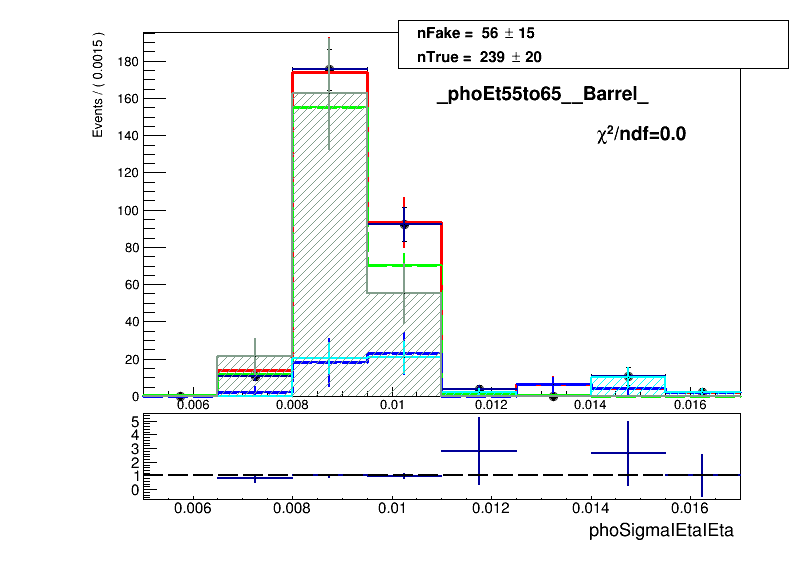 nFake = 56 ± 15
nTrue = 239 ± 20
_phoEt55to65__Barrel_
χ²/ndf=0.0
Events / ( 0.0015 )
180
160
140
120
100
80
60
40
20
0
0.006 0.008 0.01 0.012 0.014 0.016
5
4
3
2
1
0
0.006 0.008 0.01 0.012 0.014 0.016
phoSigmaIEtaIEta